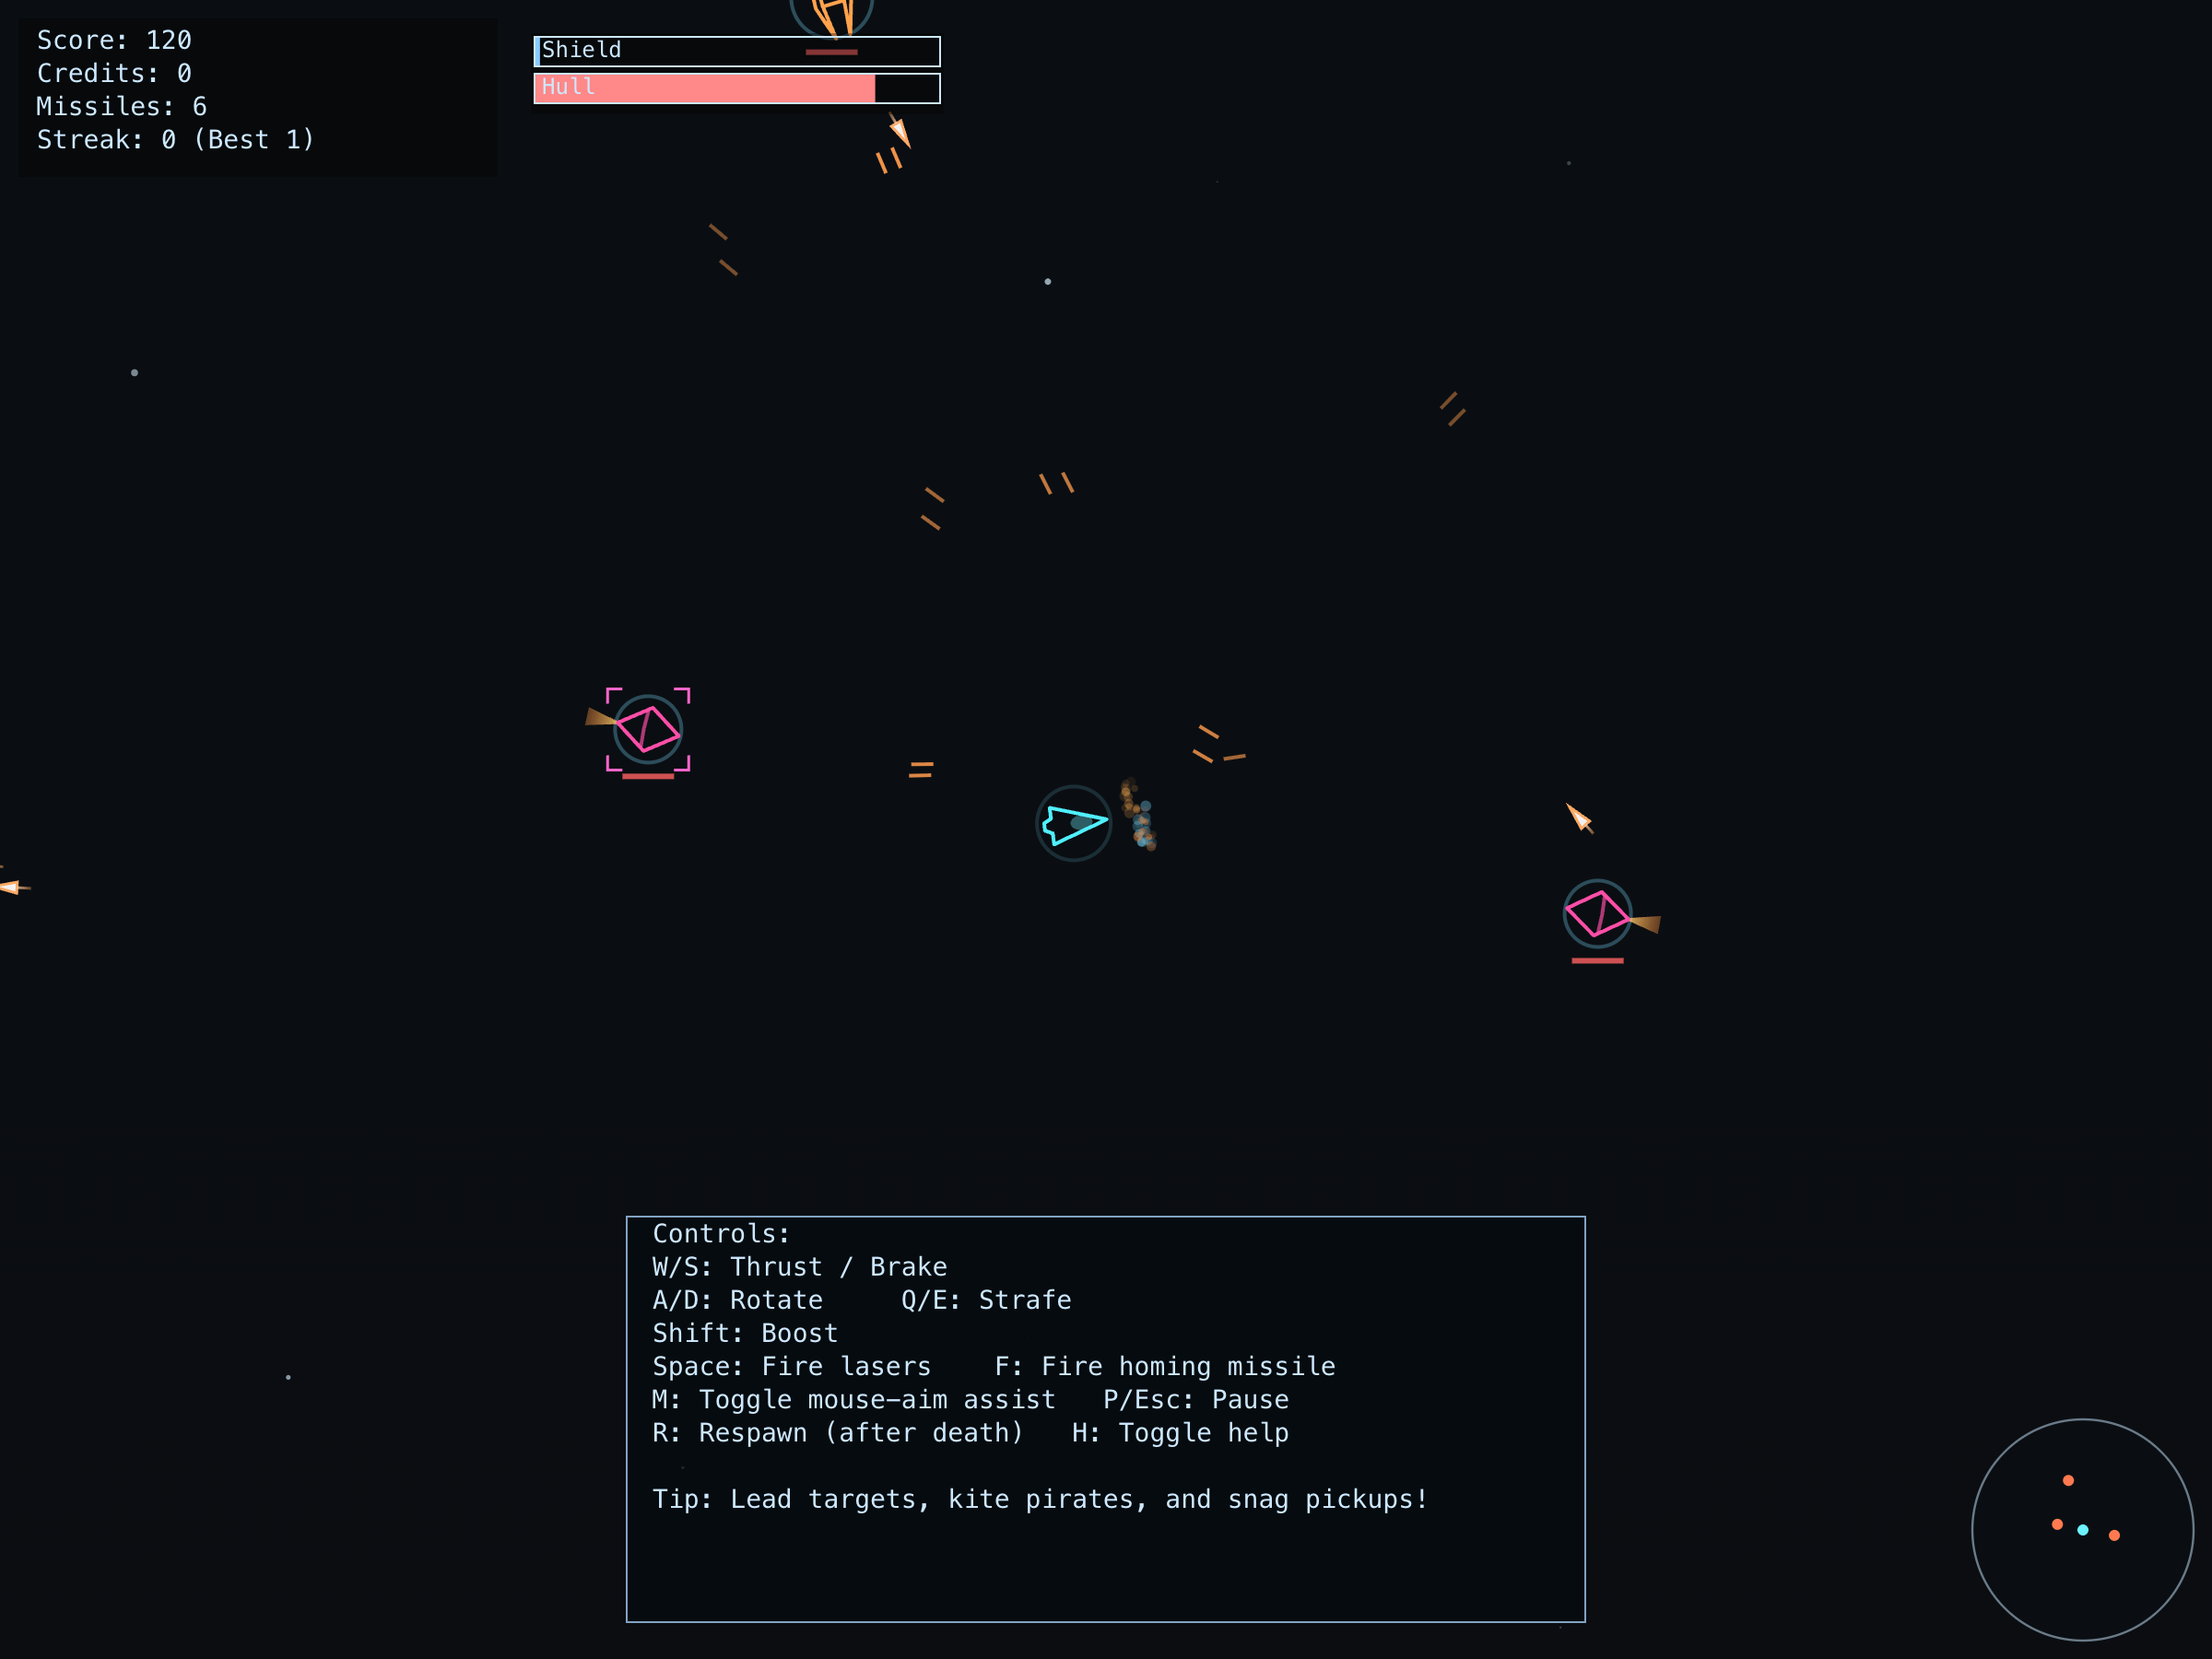 Score: 120
Credits: 0
Missiles: 6
Streak: 0 (Best 1)
Shield
Hull
Controls:
W/S: Thrust / Brake
A/D: Rotate     Q/E: Strafe
Shift: Boost
Space: Fire lasers    F: Fire homing missile
M: Toggle mouse-aim assist   P/Esc: Pause
R: Respawn (after death)   H: Toggle help
Tip: Lead targets, kite pirates, and snag pickups!